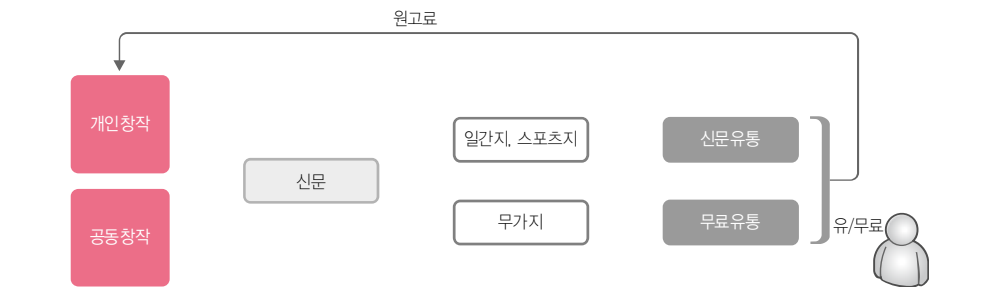 원고료
개인창작
공동창작
신문
일간지, 스포츠지
무가지
신문유통
무료유통
유/무료